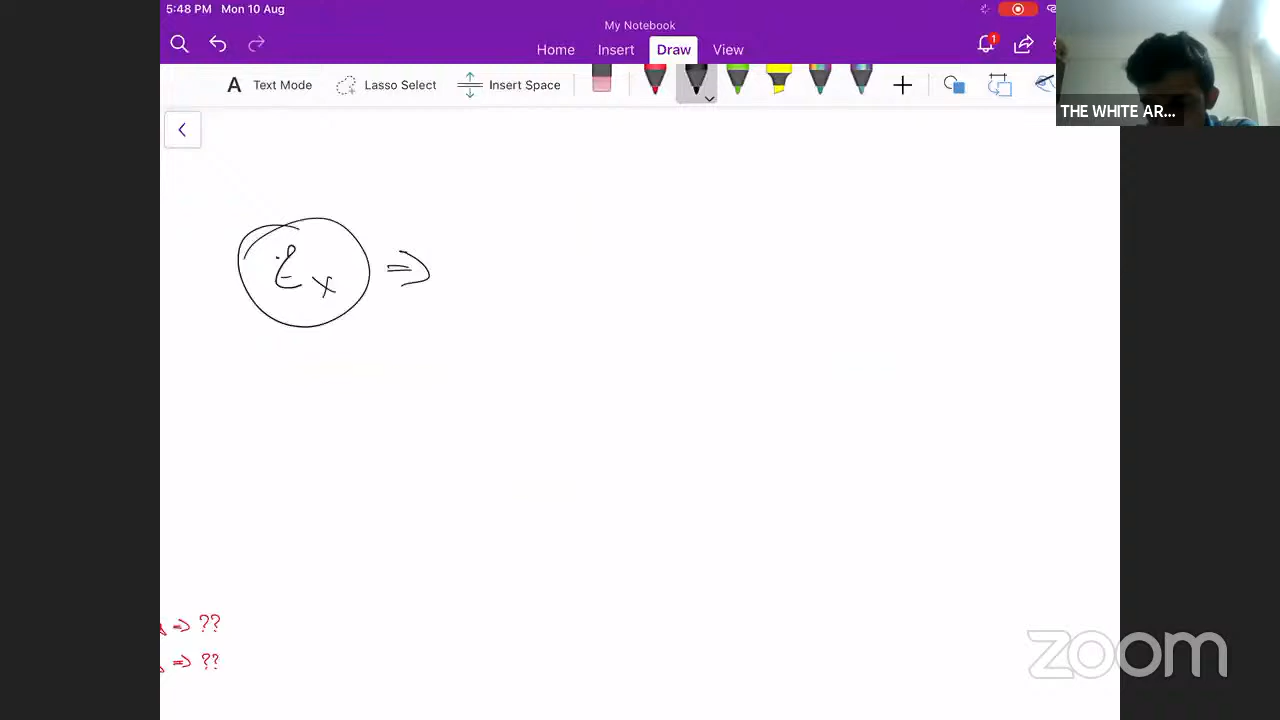 5:48 PM Mon 10 Aug
My Notebook
Home Insert Draw View
1
A Text Mode Lasso Select Insert Space
THE WHITE AR...
⇒
⇒ ??
⇒ ??
zoom